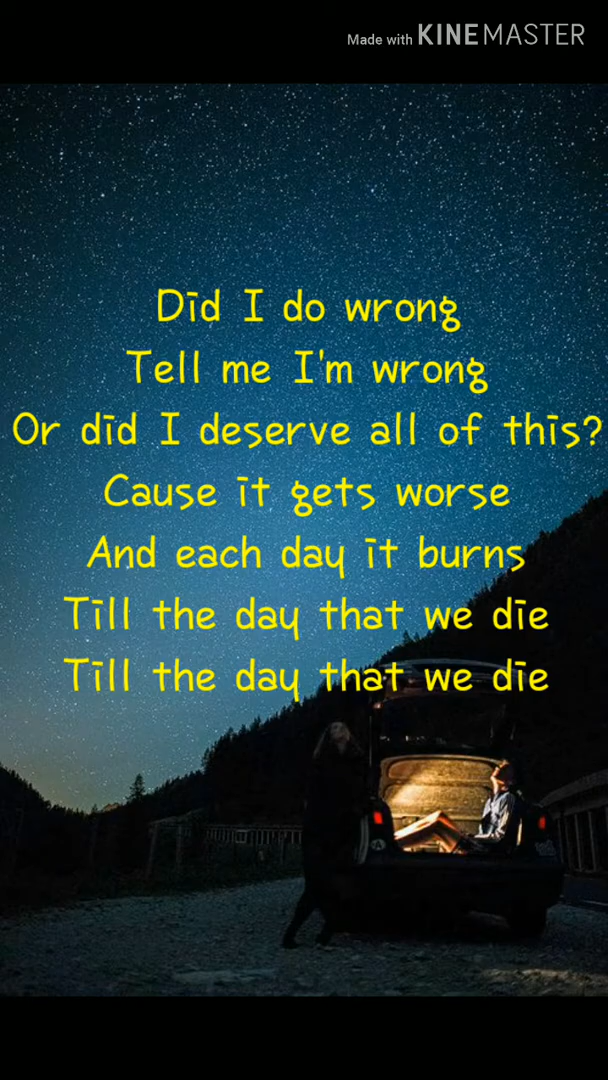 Made with KINEMASTER
Did I do wrong
Tell me I'm wrong
Or did I deserve all of this?
Cause it gets worse
And each day it burns
Till the day that we die
Till the day that we die